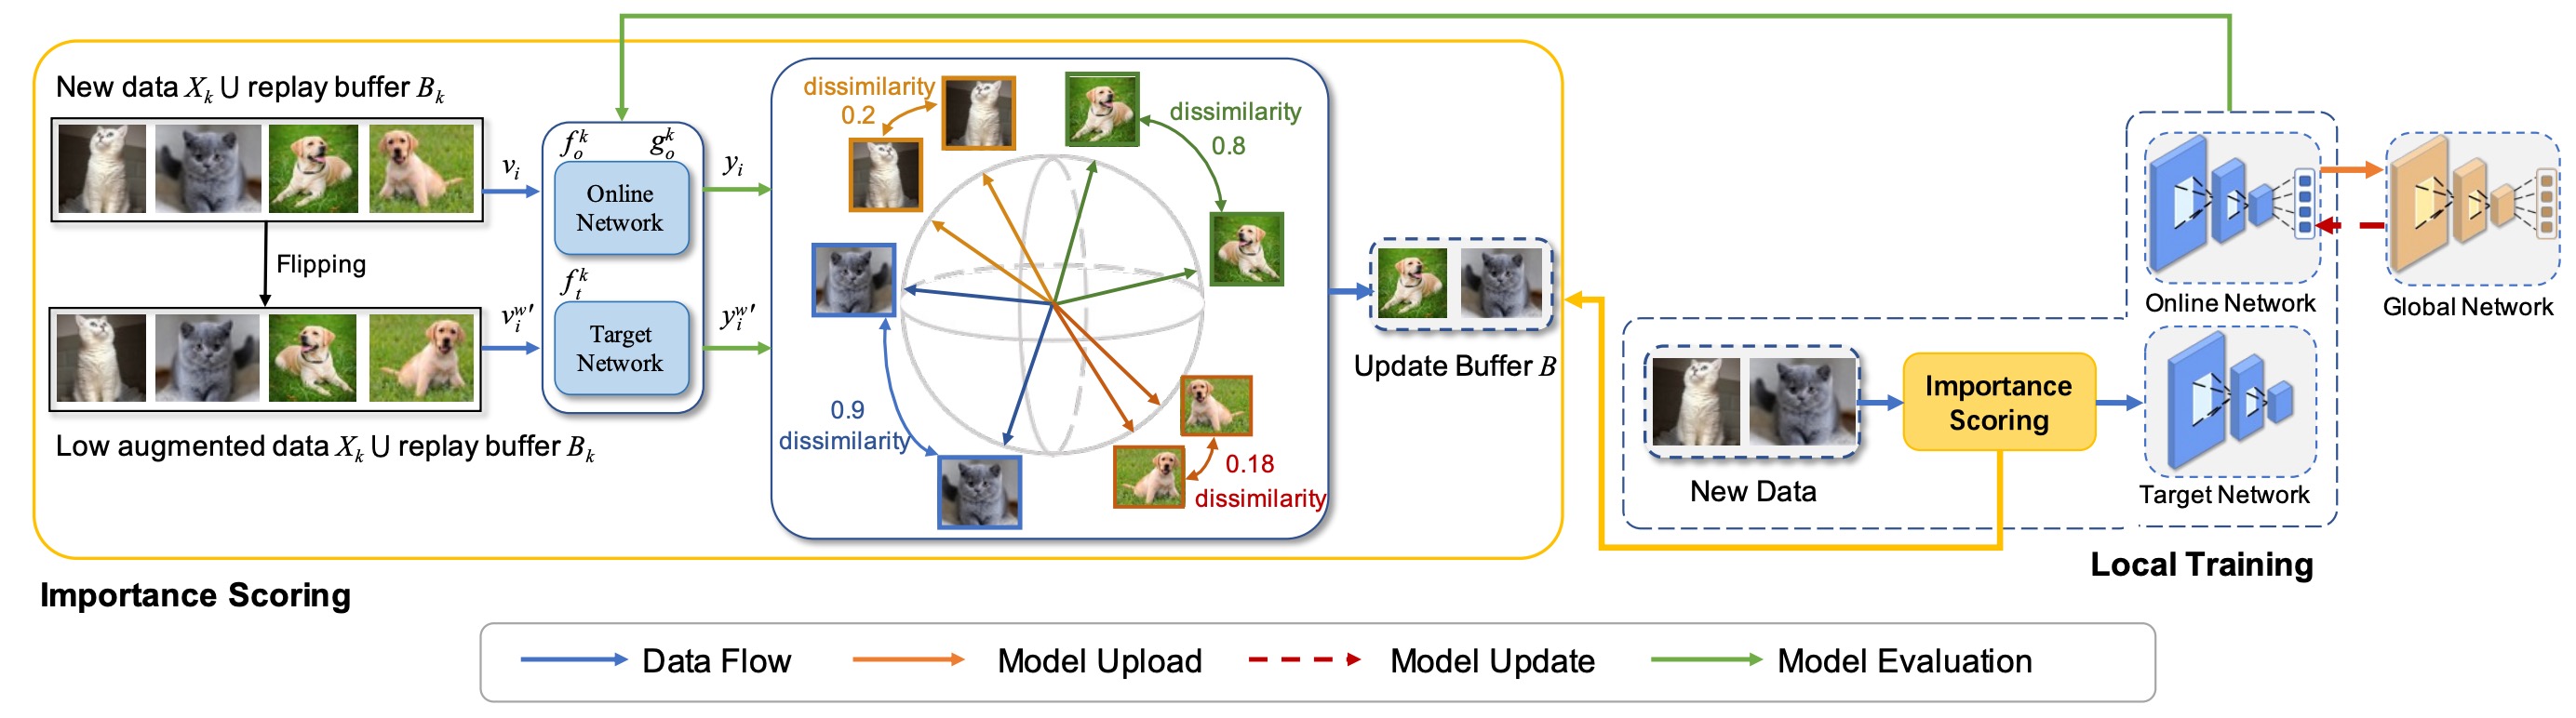 New data X_k ∪ replay buffer B_k
Flipping
Low augmented data X_k ∪ replay buffer B_k
v_i
v_i^{w'}
f_o^k
g_o^k
Online
Network
f_t^k
Target
Network
y_i
y_i^{w'}
dissimilarity
0.2
dissimilarity
0.8
0.9
dissimilarity
0.18
dissimilarity
Update Buffer B
Importance Scoring
New Data
Importance
Scoring
Online Network
Global Network
Target Network
Local Training
Data Flow
Model Upload
Model Update
Model Evaluation